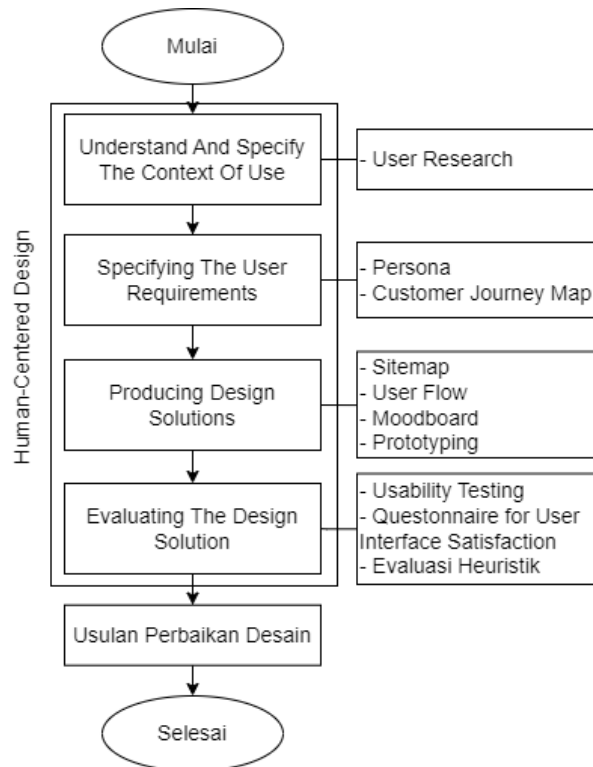 Mulai
Human-Centered Design
Understand And Specify
The Context Of Use
- User Research
Specifying The User
Requirements
- Persona
- Customer Journey Map
Producing Design
Solutions
- Sitemap
- User Flow
- Moodboard
- Prototyping
Evaluating The Design
Solution
- Usability Testing
- Questonnaire for User
Interface Satisfaction
- Evaluasi Heuristik
Usulan Perbaikan Desain
Selesai